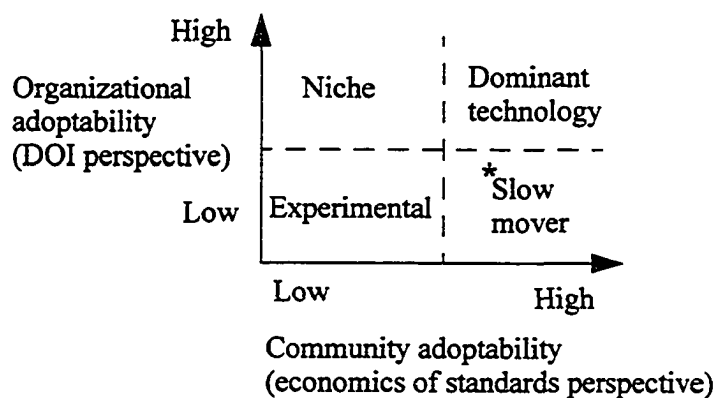 High
Organizational
adoptability
(DOI perspective)
Niche
Dominant
technology
Low
Experimental
*Slow
mover
Low
High
Community adoptability
(economics of standards perspective)